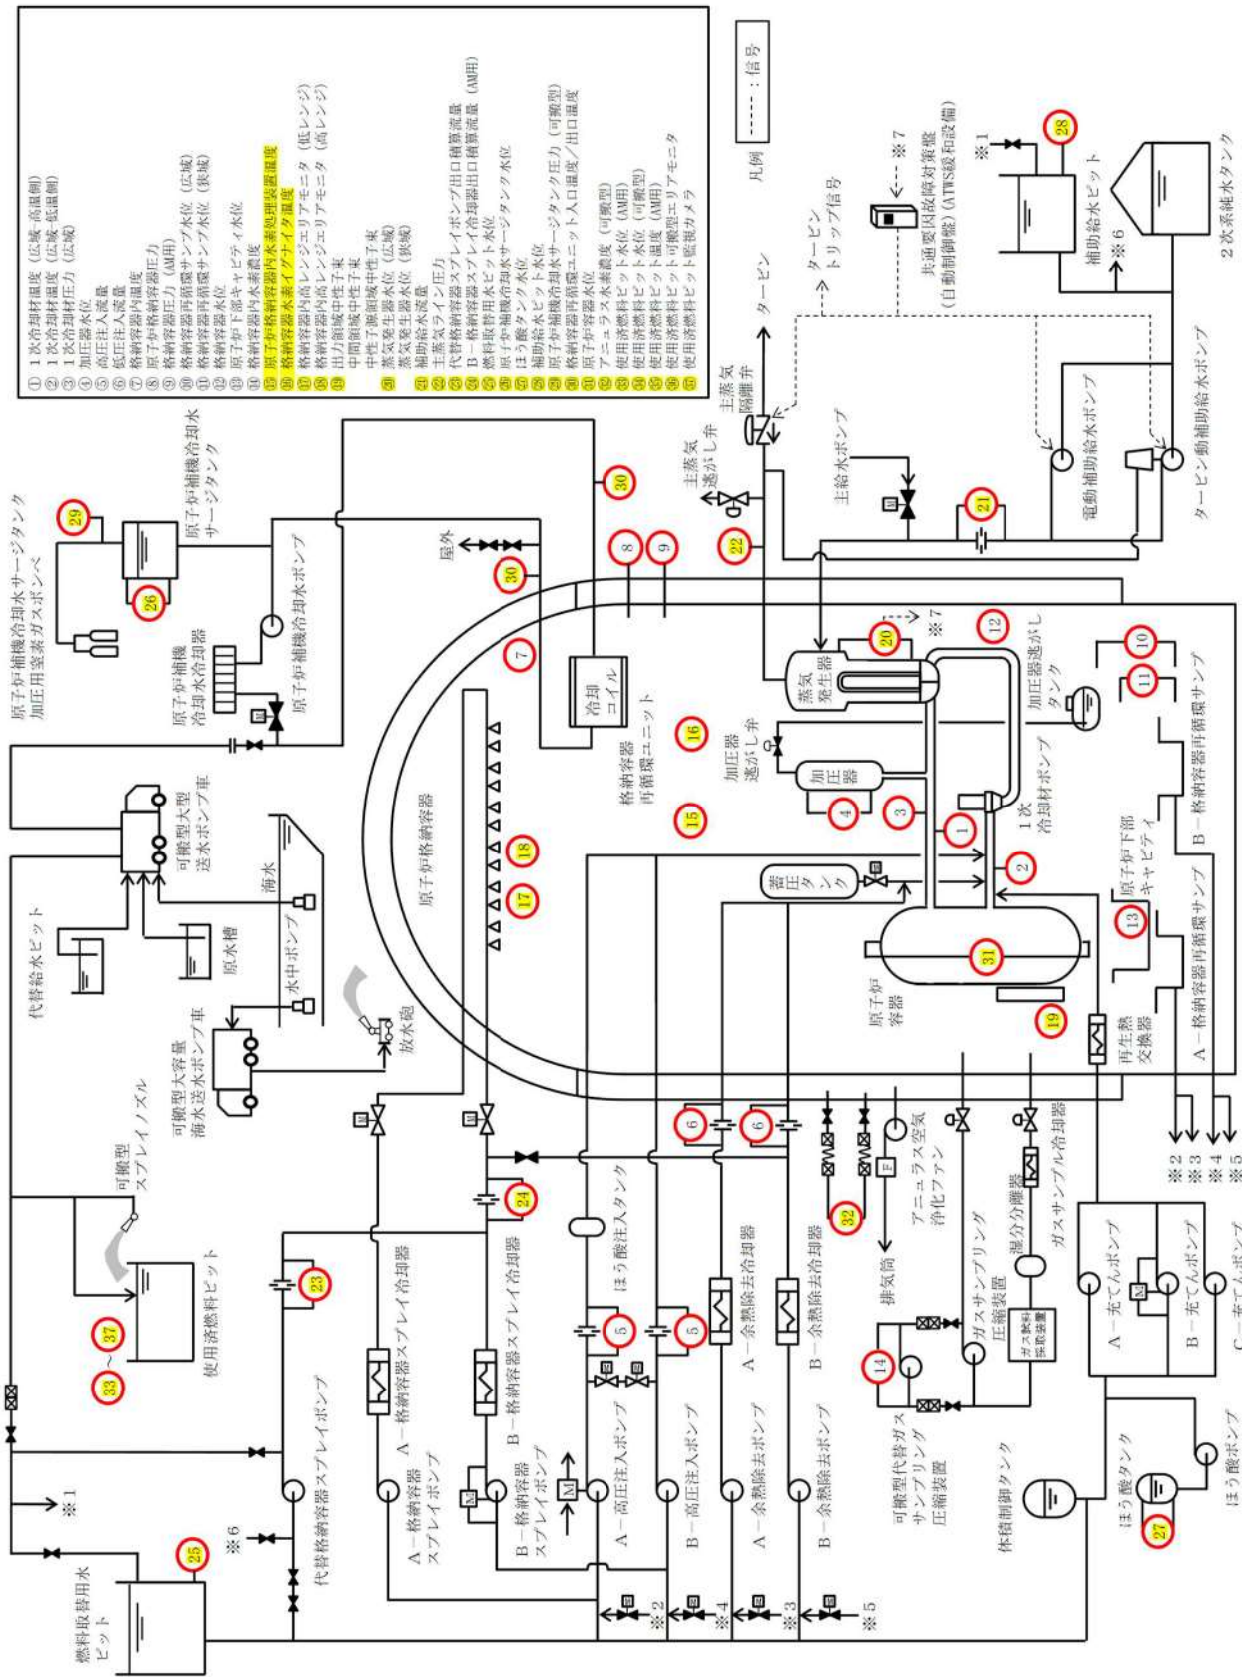 ① 1次冷却材温度（広域-高温側）
② 1次冷却材温度（広域-低温側）
③ 1次冷却材圧力（広域）
④ 加圧器水位
⑤ 高圧注入流量
⑥ 低圧注入流量
⑦ 格納容器内温度
⑧ 原子炉格納容器圧力
⑨ 格納容器圧力（AM用）
⑩ 格納容器再循環サンプ水位（広域）
⑪ 格納容器再循環サンプ水位（狭域）
⑫ 格納容器水位
⑬ 原子炉下部キャビティ水位
⑭ 格納容器内水素濃度
⑮ 原子炉格納容器内水素処理装置温度
⑯ 格納容器水素イグナイタ温度
⑰ 格納容器内高レンジエリアモニタ（低レンジ）
⑱ 格納容器内高レンジエリアモニタ（高レンジ）
⑲ 出力領域中性子束
中間領域中性子束
中性子源領域中性子束
⑳ 蒸気発生器水位（広域）
蒸気発生器水位（狭域）
㉑ 補助給水流量
㉒ 主蒸気ライン圧力
㉓ 代替格納容器スプレイポンプ出口積算流量
㉔ B－格納容器スプレイ冷却器出口積算流量（AM用）
㉕ 燃料取替用水ピット水位
㉖ 原子炉補機冷却水サージタンク水位
㉗ ほう酸タンク水位
㉘ 補助給水ピット水位
㉙ 原子炉補機冷却水サージタンク圧力（可搬型）
㉚ 格納容器再循環ユニット入口温度／出口温度
㉛ 原子炉容器水位
㉜ アニュラス水素濃度（可搬型）
㉝ 使用済燃料ピット水位（AM用）
㉞ 使用済燃料ピット水位（可搬型）
㉟ 使用済燃料ピット温度（AM用）
㊱ 使用済燃料ピット可搬型エリアモニタ
㊲ 使用済燃料ピット監視カメラ
凡例
----：信号
原子炉補機冷却水サージタンク
加圧用窒素ガスボンベ
29
原子炉補機冷却水
サージタンク
26
原子炉補機
冷却水冷却器
原子炉補機冷却水ポンプ
M
屋外
30
30
主蒸気
逃がし弁
主蒸気
隔離弁
タービン
タービン
トリップ信号
※7
共通要因故障対策盤
(自動制御盤)(ATWS緩和設備)
※1
28
補助給水ピット
※6
2次系純水タンク
主給水ポンプ
M
21
電動補助給水ポンプ
タービン動補助給水ポンプ
22
8
9
7
冷却
コイル
格納容器
再循環ユニット
16
15
原子炉格納容器
18
17
加圧器
逃がし弁
加圧器
4
3
蒸気
発生器
20
※7
12
加圧器逃がし
タンク
1次
冷却材ポンプ
1
2
蓄圧タンク
M
原子炉
容器
31
19
再生熱
交換器
10
11
B－格納容器再循環サンプ
原子炉下部
キャビティ
13
A－格納容器再循環サンプ
※2
※3
※4
※5
代替給水ピット
可搬型大型
送水ポンプ車
原水槽
海水
水中ポンプ
可搬型大容量
海水送水ポンプ車
放水砲
可搬型
スプレイノズル
使用済燃料ピット
33
～
37
※1
燃料取替用水
ピット
25
※6
代替格納容器スプレイポンプ
23
24
M
M
A－格納容器スプレイ冷却器
B－格納容器スプレイ冷却器
A－格納容器
スプレイポンプ
M
B－格納容器
スプレイポンプ
M
A－高圧注入ポンプ
B－高圧注入ポンプ
5
5
ほう酸注入タンク
6
6
A－余熱除去冷却器
B－余熱除去冷却器
A－余熱除去ポンプ
B－余熱除去ポンプ
※2
※4
※3
※5
32
F
排気筒
アニュラス空気
浄化ファン
14
可搬型代替ガス
サンプリング
圧縮装置
ガスサンプリング
圧縮装置
ガス試料
採取装置
湿分分離器
ガスサンプル冷却器
体積制御タンク
A－充てんポンプ
M
B－充てんポンプ
C－充てんポンプ
ほう酸タンク
27
ほう酸ポンプ